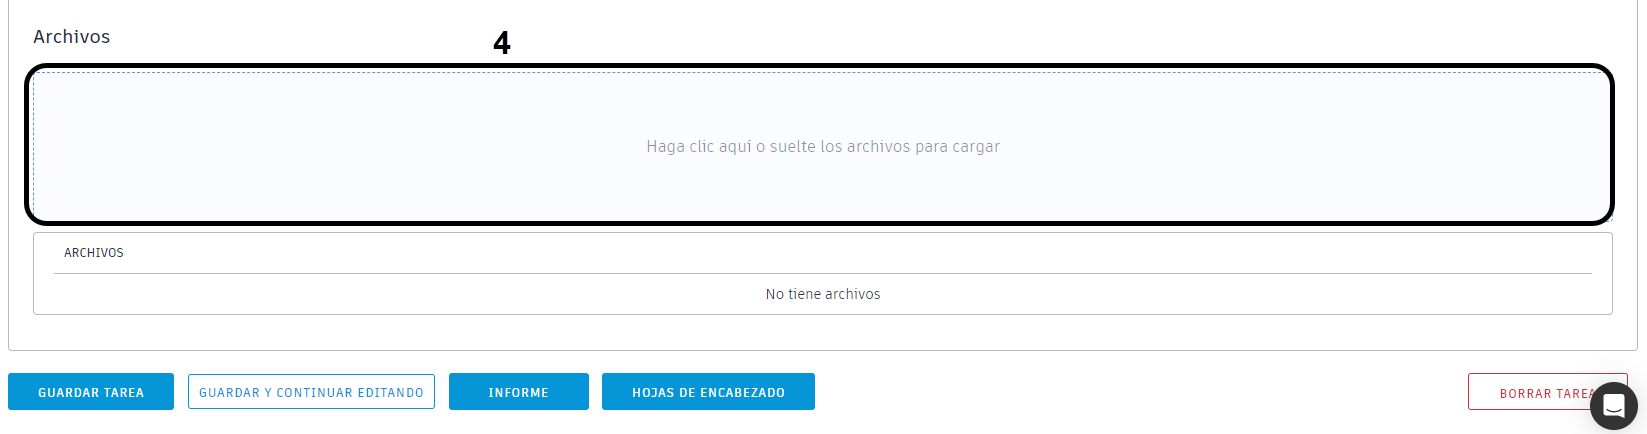 Archivos
4
Haga clic aquí o suelte los archivos para cargar
ARCHIVOS
No tiene archivos
GUARDAR TAREA
GUARDAR Y CONTINUAR EDITANDO
INFORME
HOJAS DE ENCABEZADO
BORRAR TAREA